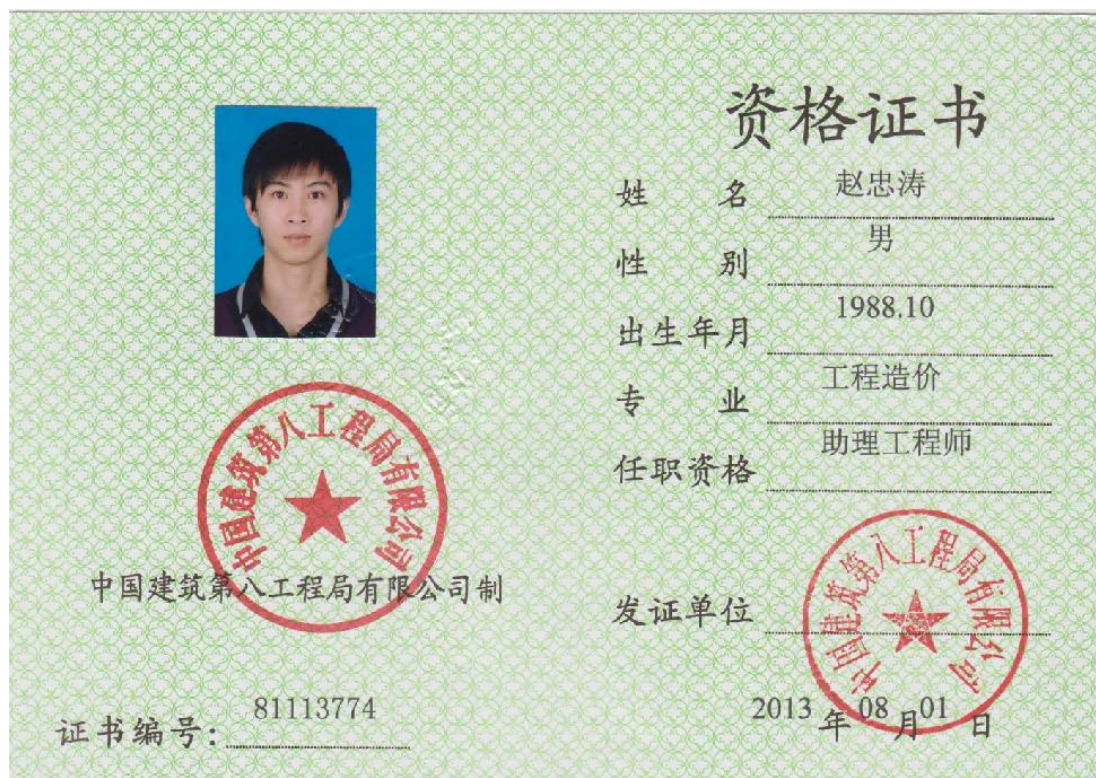 资格证书
姓名 赵忠涛
性别 男
出生年月 1988.10
专业 工程造价
任职资格 助理工程师
发证单位
中国建筑第八工程局有限公司
2013 年 08 月 01 日
中国建筑第八工程局有限公司
中国建筑第八工程局有限公司制
证书编号: 81113774